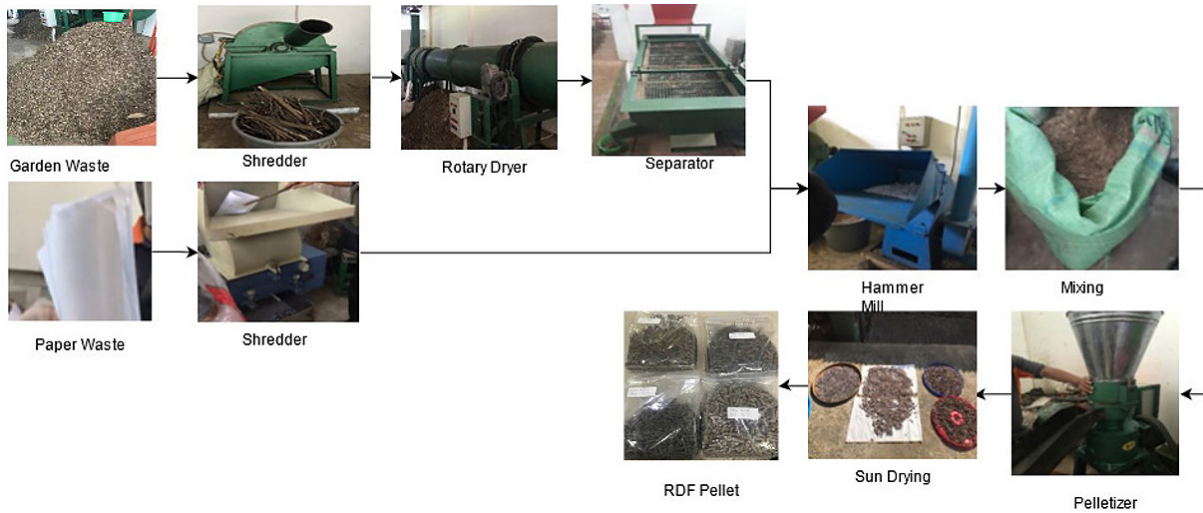 Garden Waste
Shredder
Rotary Dryer
Separator
Paper Waste
Shredder
Hammer
Mill
Mixing
RDF Pellet
Sun Drying
Pelletizer